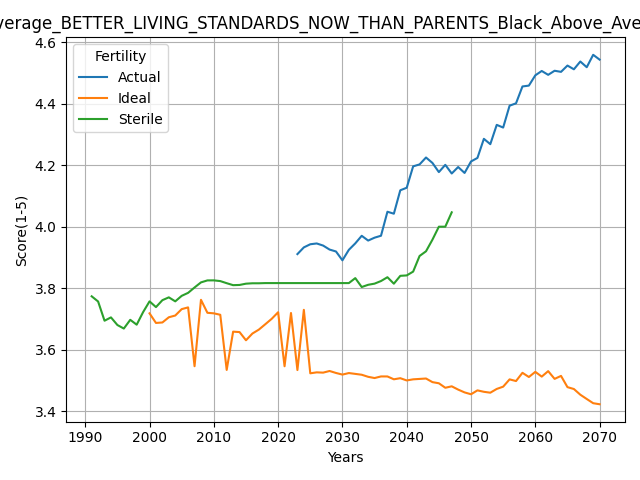 verage_BETTER_LIVING_STANDARDS_NOW_THAN_PARENTS_Black_Above_Ave
4.6
4.4
4.2
4.0
3.8
3.6
3.4
Score(1-5)
Fertility
Actual
Ideal
Sterile
1990 2000 2010 2020 2030 2040 2050 2060 2070
Years